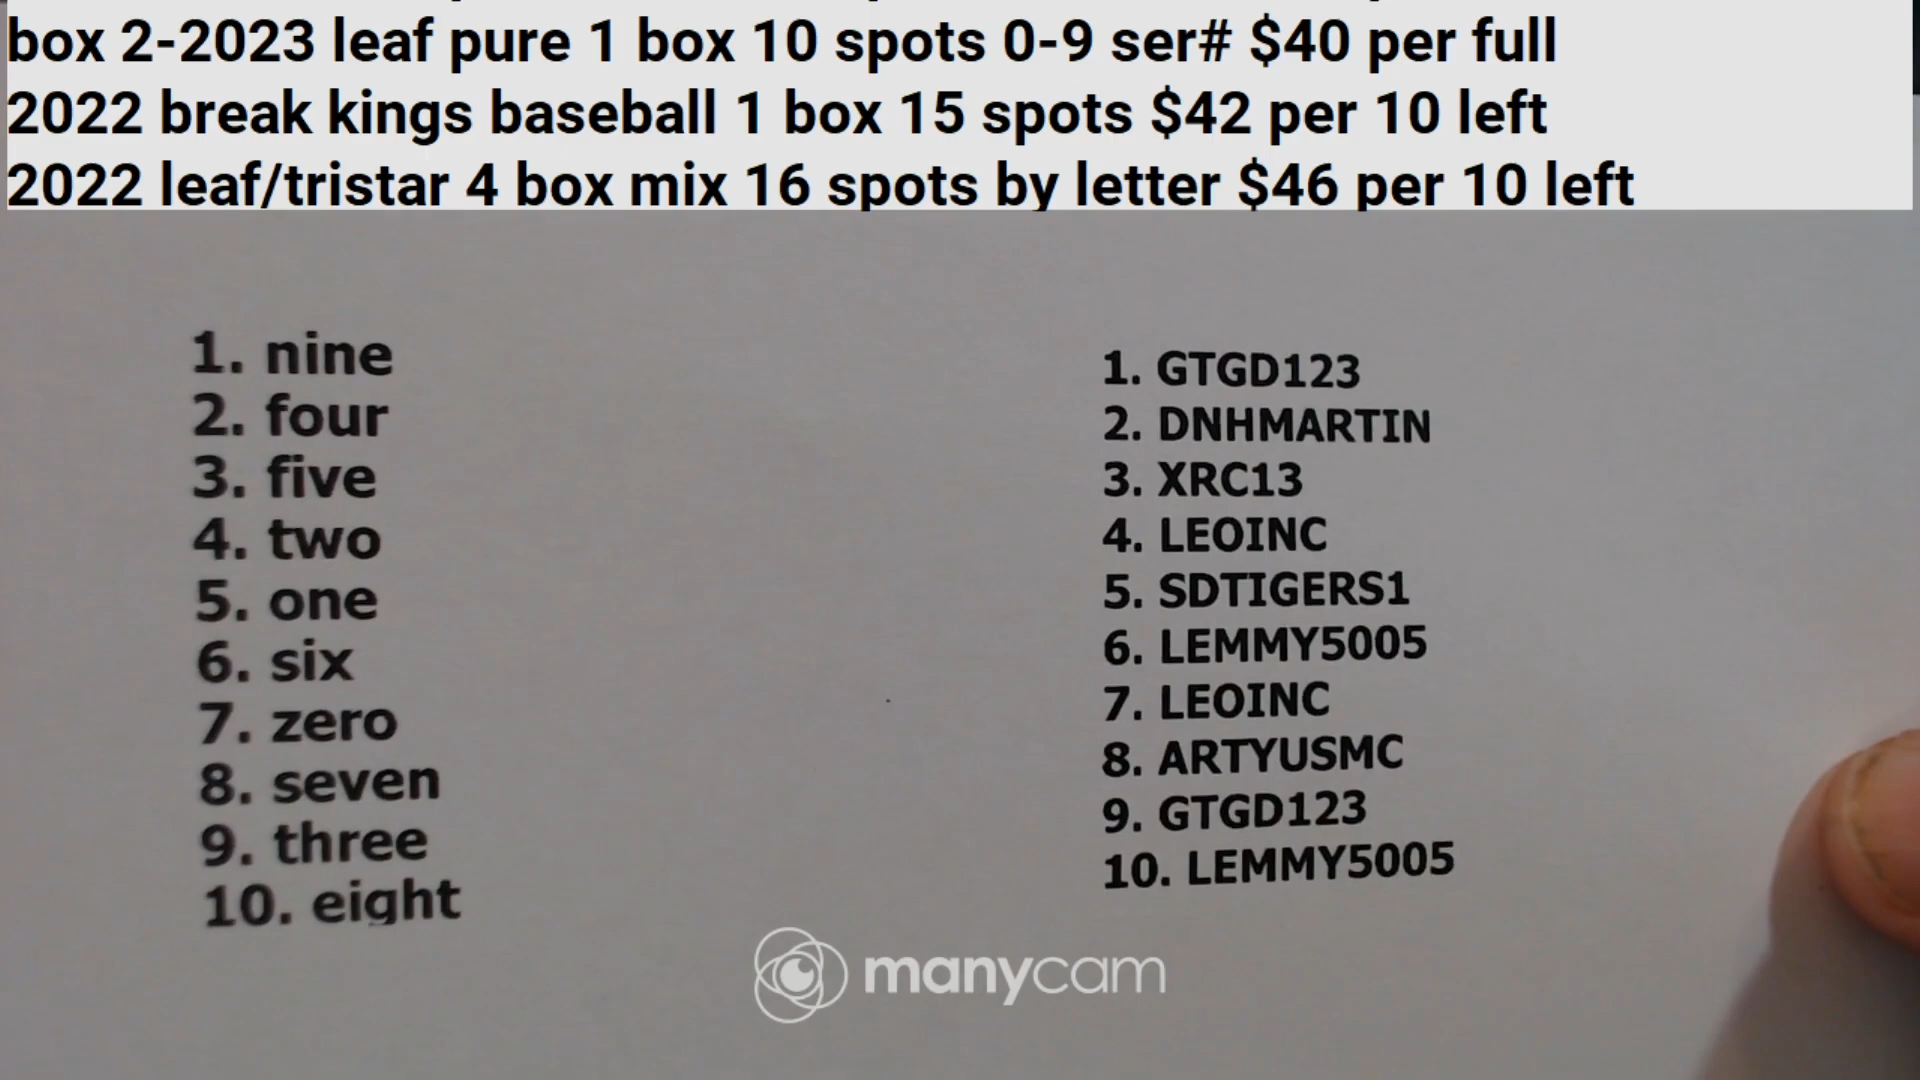 box 2-2023 leaf pure 1 box 10 spots 0-9 ser# $40 per full
2022 break kings baseball 1 box 15 spots $42 per 10 left
2022 leaf/tristar 4 box mix 16 spots by letter $46 per 10 left
1. nine
2. four
3. five
4. two
5. one
6. six
7. zero
8. seven
9. three
10. eight
1. GTGD123
2. DNHMARTIN
3. XRC13
4. LEOINC
5. SDTIGERS1
6. LEMMY5005
7. LEOINC
8. ARTYUSMC
9. GTGD123
10. LEMMY5005
manycam